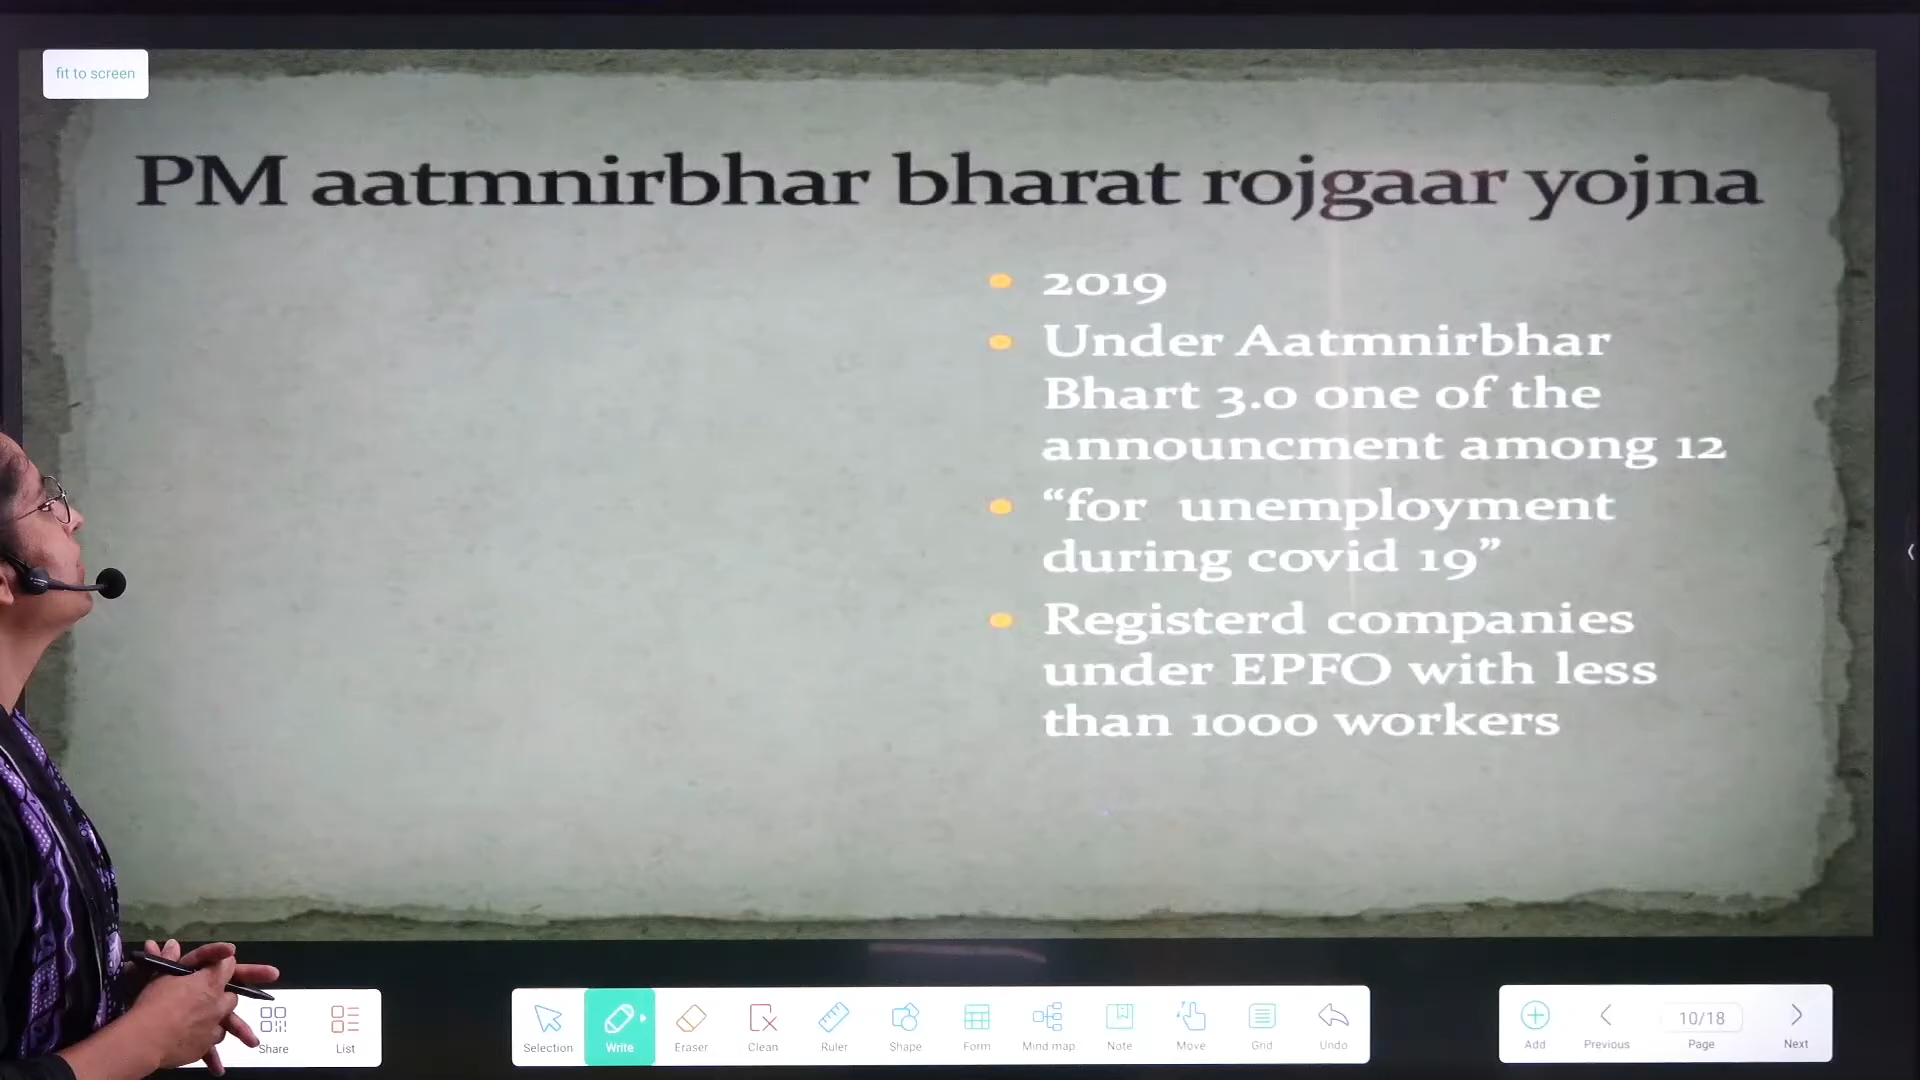 fit to screen
PM aatmnirbhar bharat rojgaar yojna
2019
Under Aatmnirbhar
Bhart 3.0 one of the
announcment among 12
“for unemployment
during covid 19”
Registerd companies
under EPFO with less
than 1000 workers
Share List Selection Write Eraser Clean Ruler Shape Form Mind map Note Move Grid Undo Add Previous 10/18 Page Next